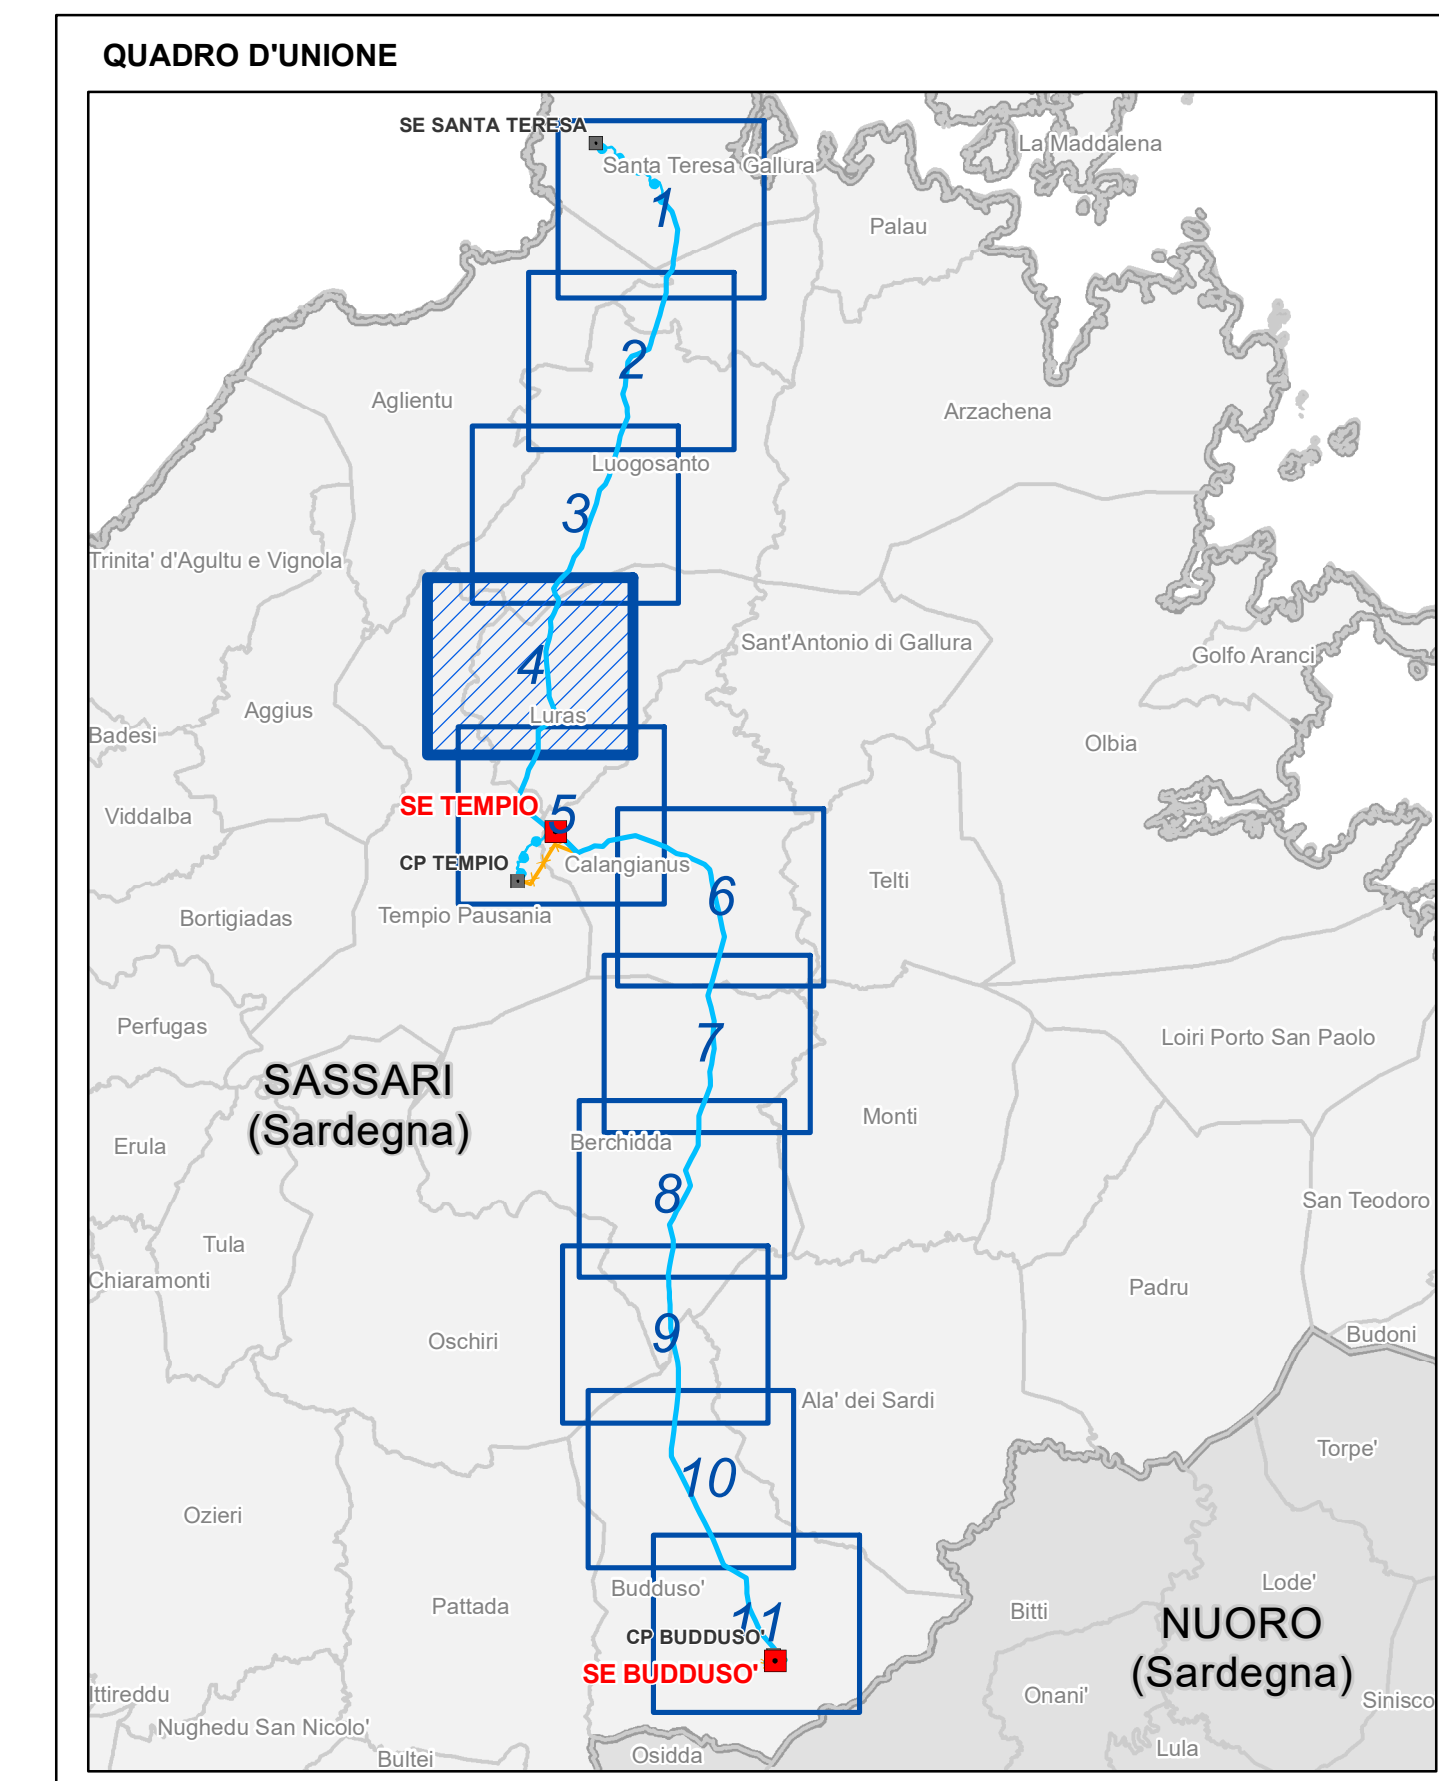 QUADRO D'UNIONE
SE SANTA TERESA
La Maddalena
Santa Teresa Gallura
1
Palau
2
Aglientu
Arzachena
Luogosanto
3
Trinita' d'Agultu e Vignola
Sant'Antonio di Gallura
Golfo Aranci
4
Aggius
Luras
Badesi
Olbia
SE TEMPIO
5
Viddalba
CP TEMPIO
Calangianus
Telti
6
Bortigiadas
Tempio Pausania
Perfugas
Loiri Porto San Paolo
7
SASSARI
(Sardegna)
Monti
Erula
Berchidda
8
San Teodoro
Tula
Chiaramonti
Padru
Oschiri
9
Budoni
Ala' dei Sardi
Torpe'
10
Ozieri
Lode'
Budduso'
Pattada
Bitti
11
NUORO
(Sardegna)
CP BUDDUSO'
SE BUDDUSO'
Ittireddu
Onani'
Sinisco
Nughedu San Nicolo'
Bultei
Osidda
Lula